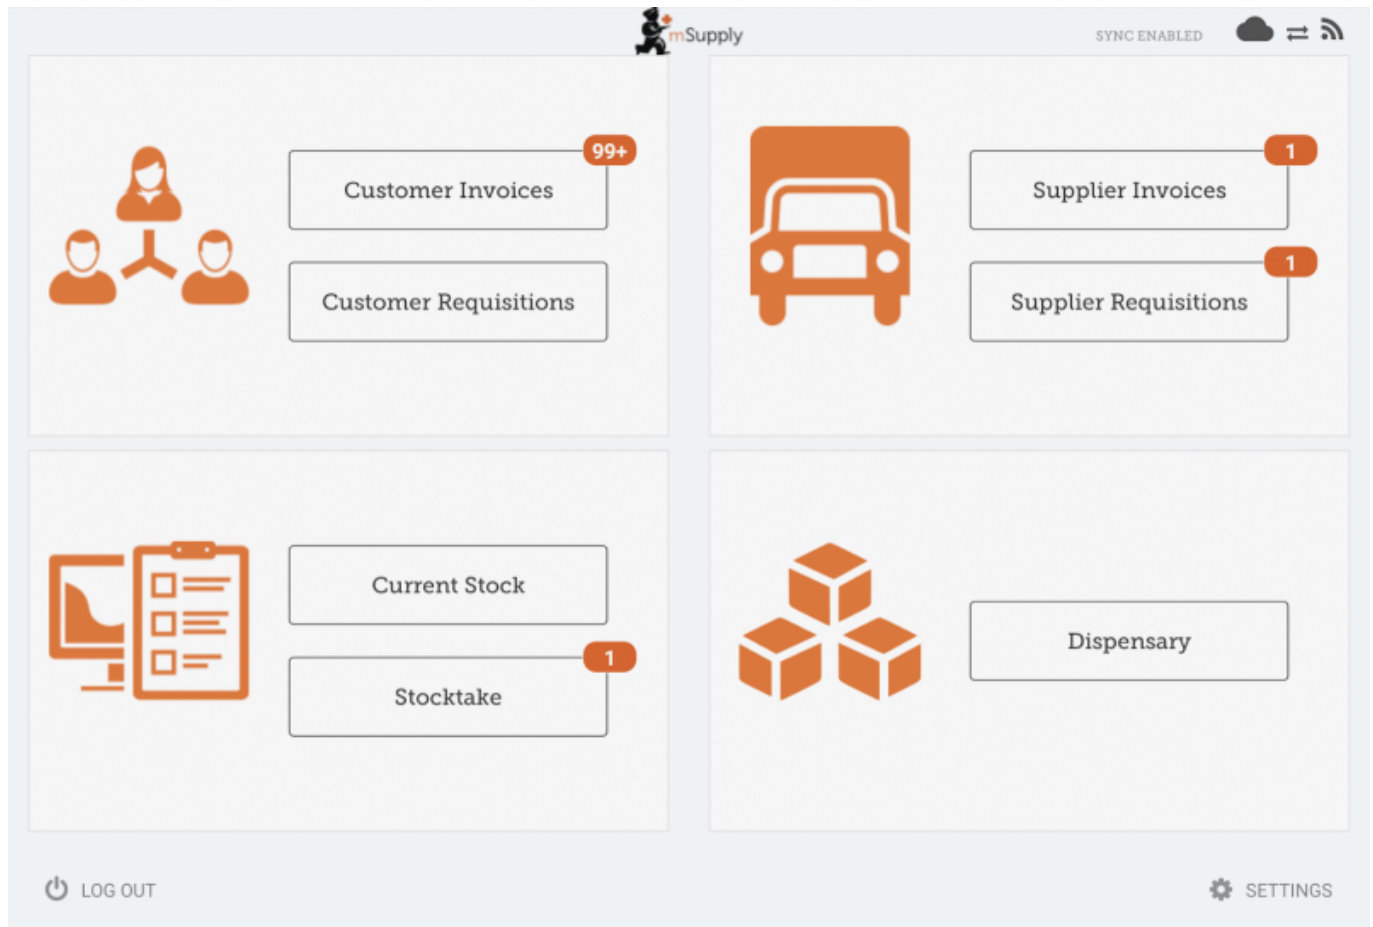 mSupply
SYNC ENABLED
99+
Customer Invoices
Customer Requisitions
1
Supplier Invoices
1
Supplier Requisitions
Current Stock
1
Stocktake
Dispensary
LOG OUT
SETTINGS